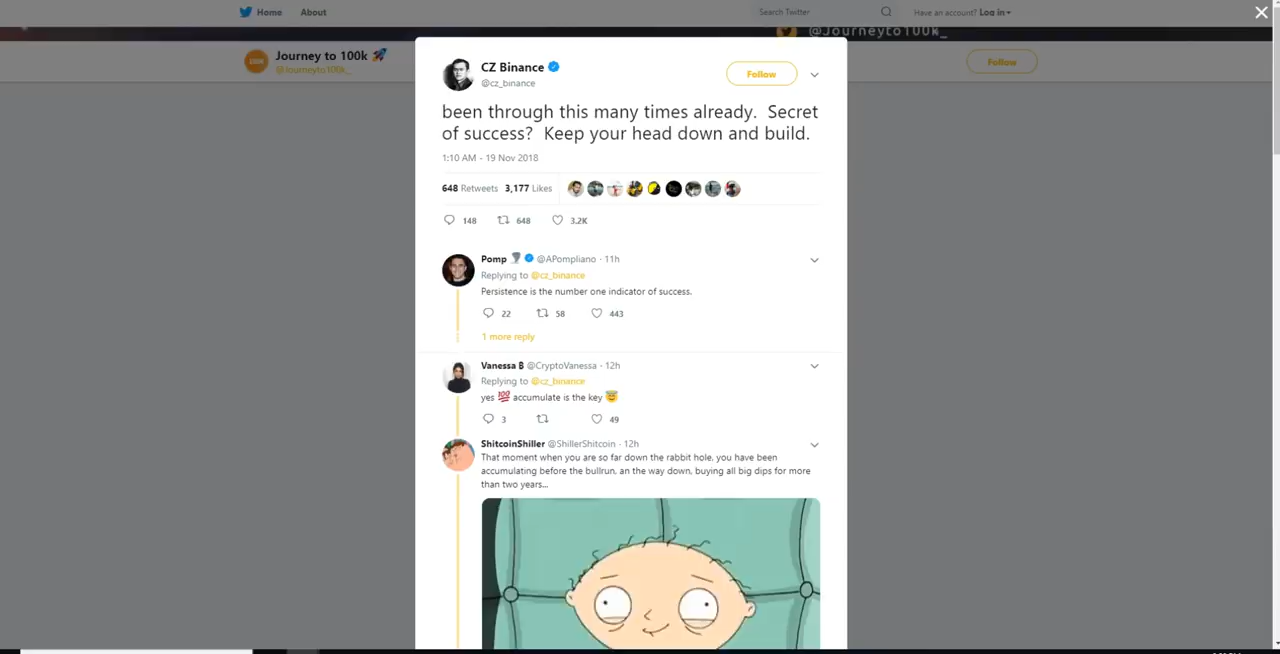 Home About Search Twitter Have an account? Log in
@Journeyto100k_
Journey to 100k 🚀
@Journeyto100k_
Follow
CZ Binance
@cz_binance
Follow
been through this many times already. Secret
of success? Keep your head down and build.
1:10 AM - 19 Nov 2018
648 Retweets 3,177 Likes
148 648 3.2K
Pomp 🌪 @APompliano · 11h
Replying to @cz_binance
Persistence is the number one indicator of success.
22 58 443
1 more reply
Vanessa ₿ @CryptoVanessa · 12h
Replying to @cz_binance
yes 💯 accumulate is the key 😇
3 49
ShitcoinShiller @ShillerShitcoin · 12h
That moment when you are so far down the rabbit hole, you have been
accumulating before the bullrun, an the way down, buying all big dips for more
than two years...